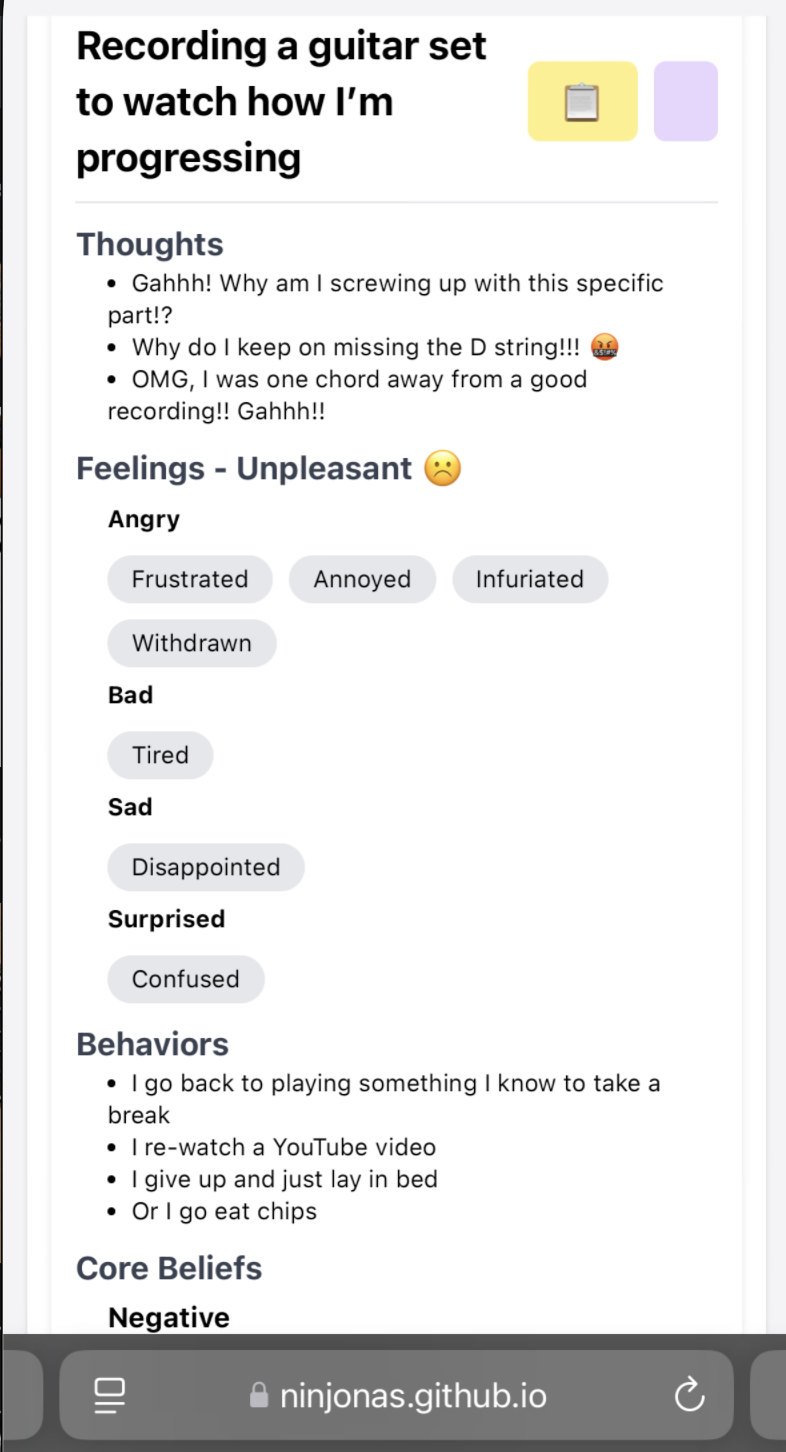 Recording a guitar set
to watch how I’m
progressing
Thoughts
• Gahhh! Why am I screwing up with this specific
part!?
• Why do I keep on missing the D string!!! 🤬
• OMG, I was one chord away from a good
recording!! Gahhh!!
Feelings - Unpleasant ☹️
Angry
Frustrated Annoyed Infuriated
Withdrawn
Bad
Tired
Sad
Disappointed
Surprised
Confused
Behaviors
• I go back to playing something I know to take a
break
• I re-watch a YouTube video
• I give up and just lay in bed
• Or I go eat chips
Core Beliefs
Negative
ninjonas.github.io